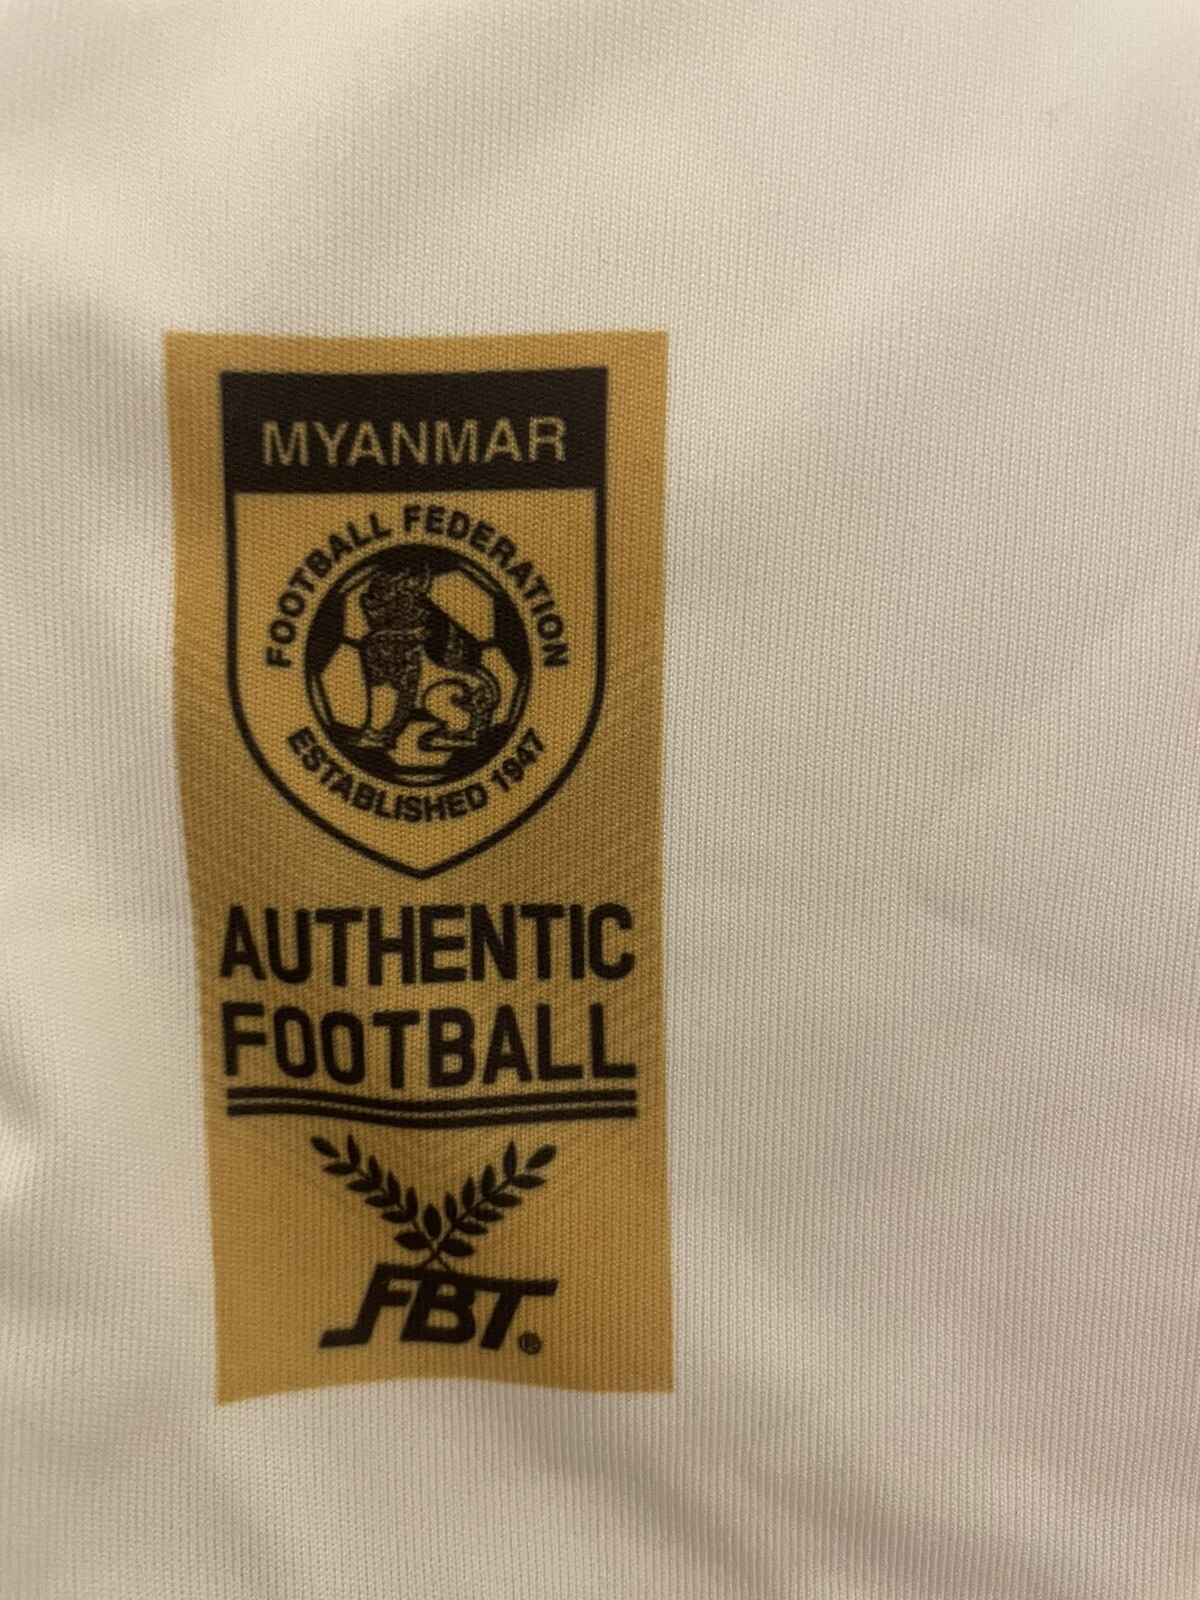 MYANMAR
FOOTBALL FEDERATION
ESTABLISHED 1947
AUTHENTIC
FOOTBALL
FBT®